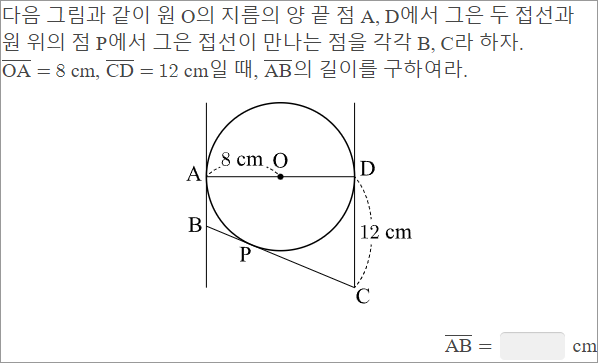 다음 그림과 같이 원 O의 지름의 양 끝 점 A, D에서 그은 두 접선과
원 위의 점 P에서 그은 접선이 만나는 점을 각각 B, C라 하자.
OA = 8 cm, CD = 12 cm일 때, AB의 길이를 구하여라.
8 cm O
A D
B
12 cm
P
C
AB = cm